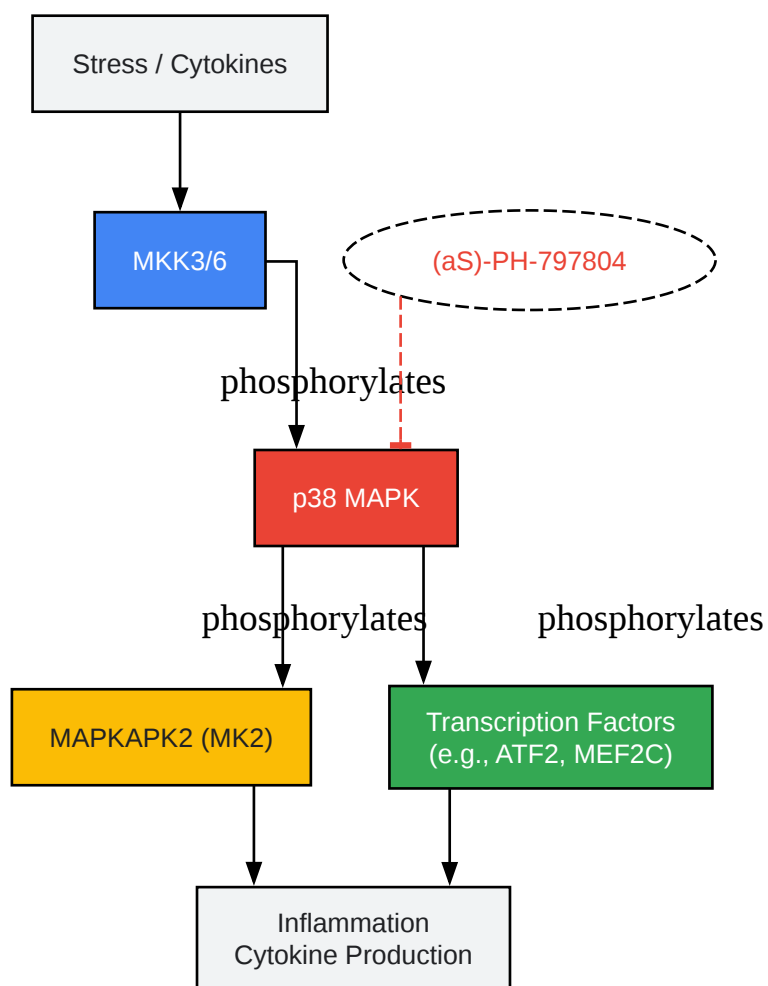 Stress / Cytokines
MKK3/6
(aS)-PH-797804
phosphorylates
p38 MAPK
phosphorylates
phosphorylates
MAPKAPK2 (MK2)
Transcription Factors
(e.g., ATF2, MEF2C)
Inflammation
Cytokine Production